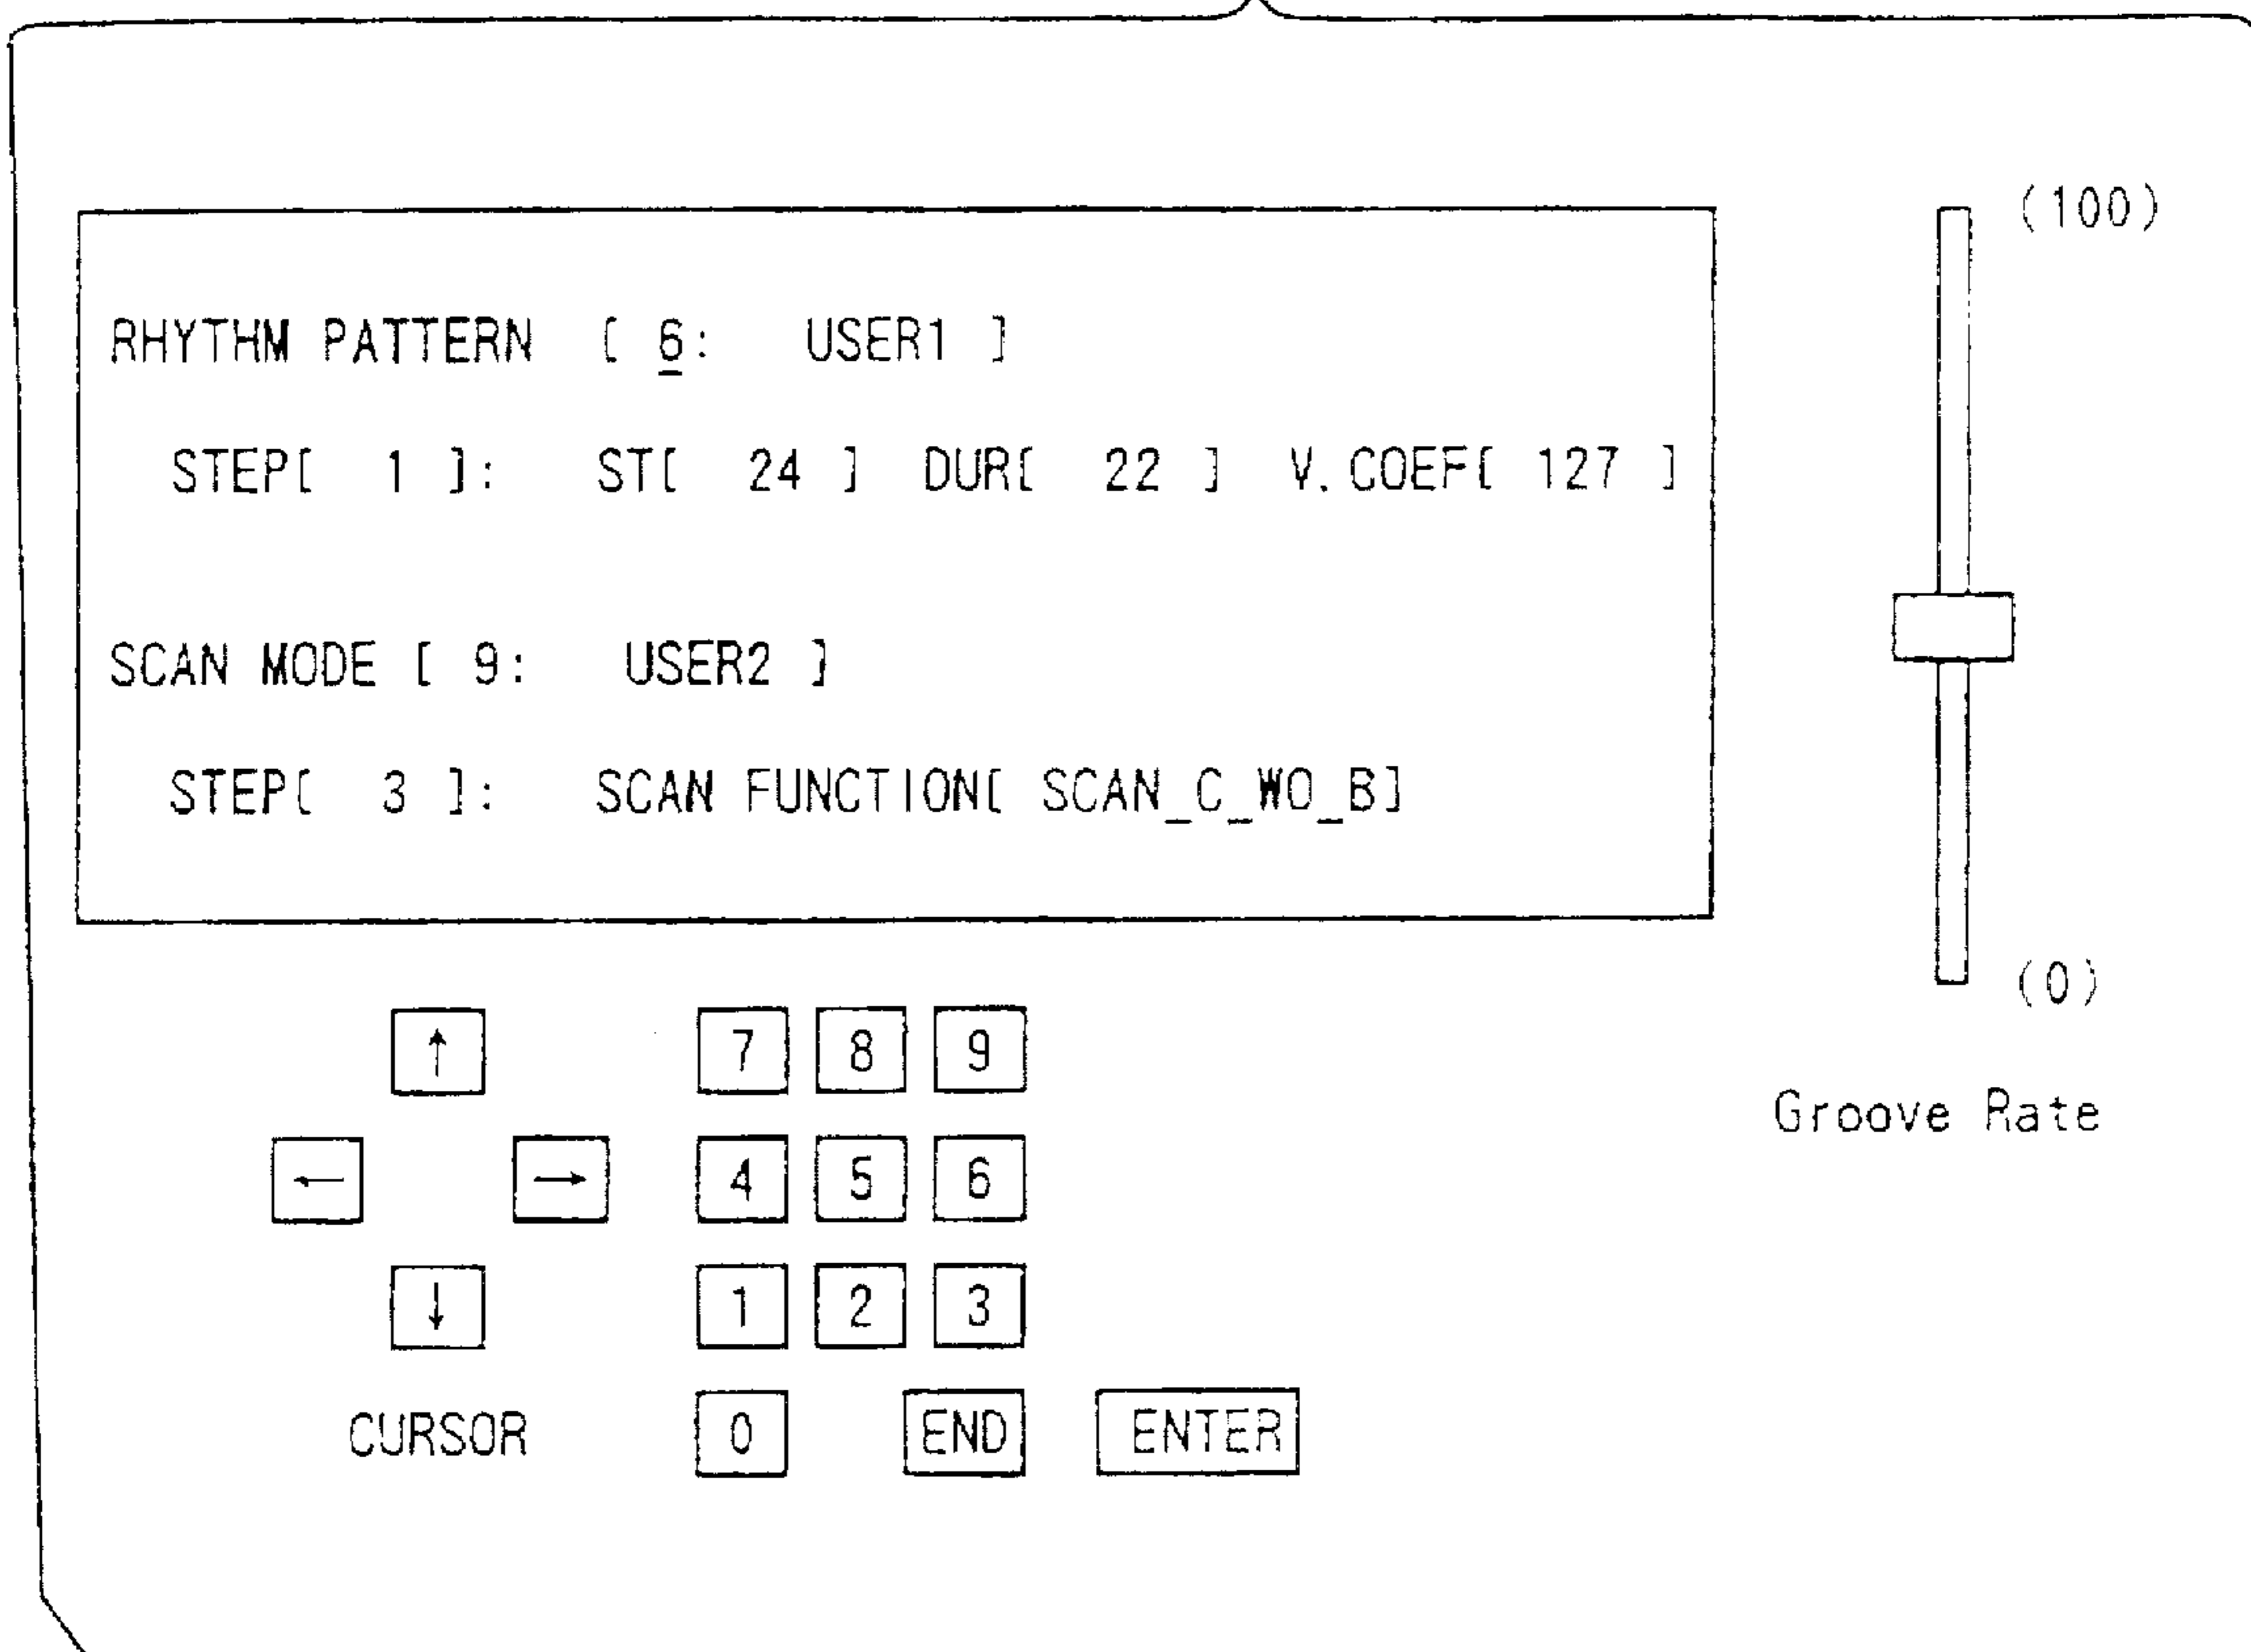 RHYTHM PATTERN [ 6: USER1 ]
STEP[ 1 ]: ST[ 24 ] DUR[ 22 ] V.COEF[ 127 ]
SCAN MODE [ 9: USER2 ]
STEP[ 3 ]: SCAN FUNCTION[ SCAN_C_WO_B]
(100)
(0)
Groove Rate
↑ 7 8 9
← → 4 5 6
↓ 1 2 3
CURSOR 0 END ENTER